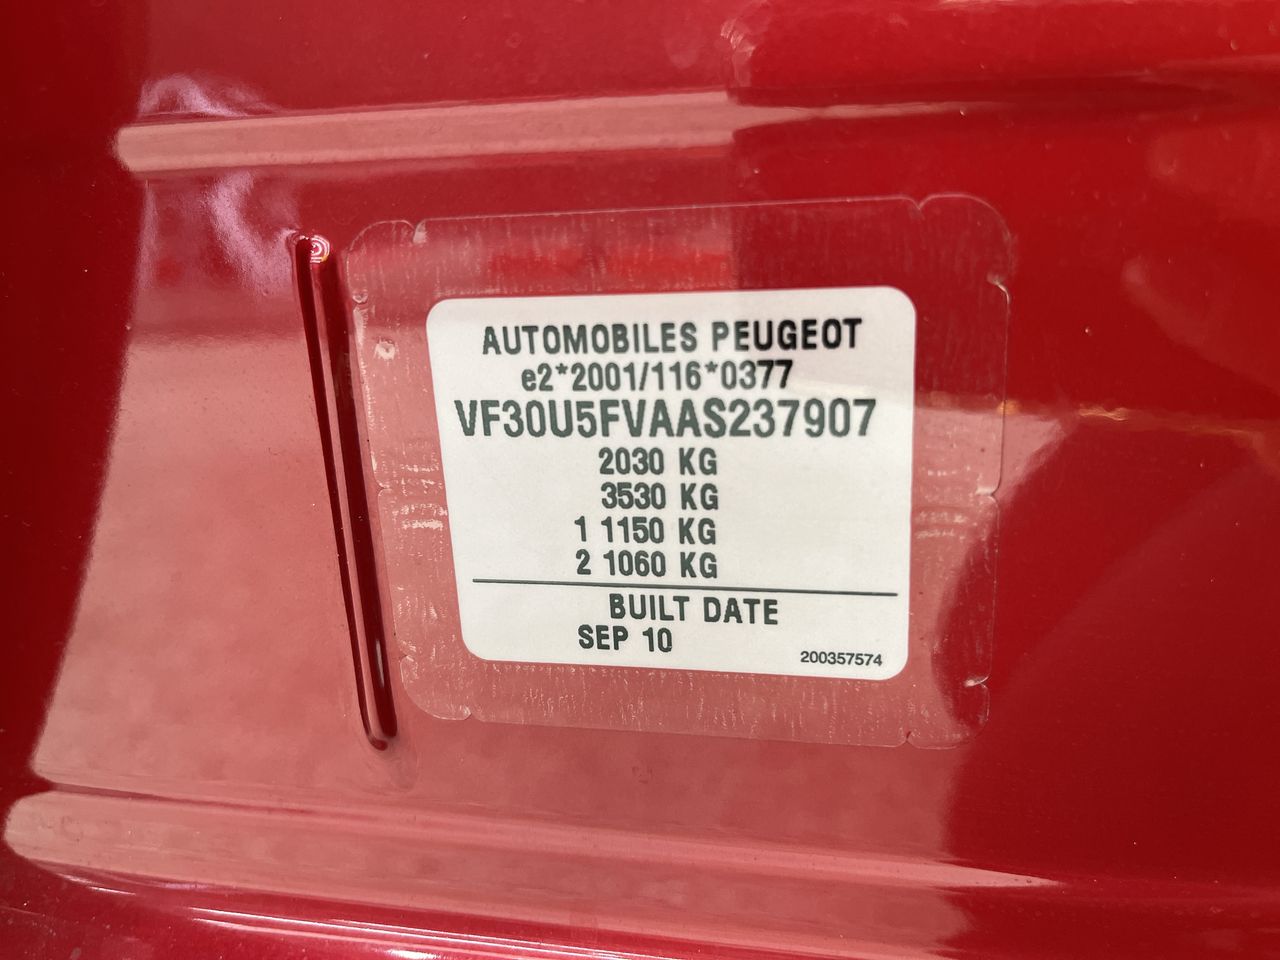 AUTOMOBILES PEUGEOT
e2*2001/116*0377
VF30U5FVAAS237907
2030 KG
3530 KG
1 1150 KG
2 1060 KG
BUILT DATE
SEP 10
200357574